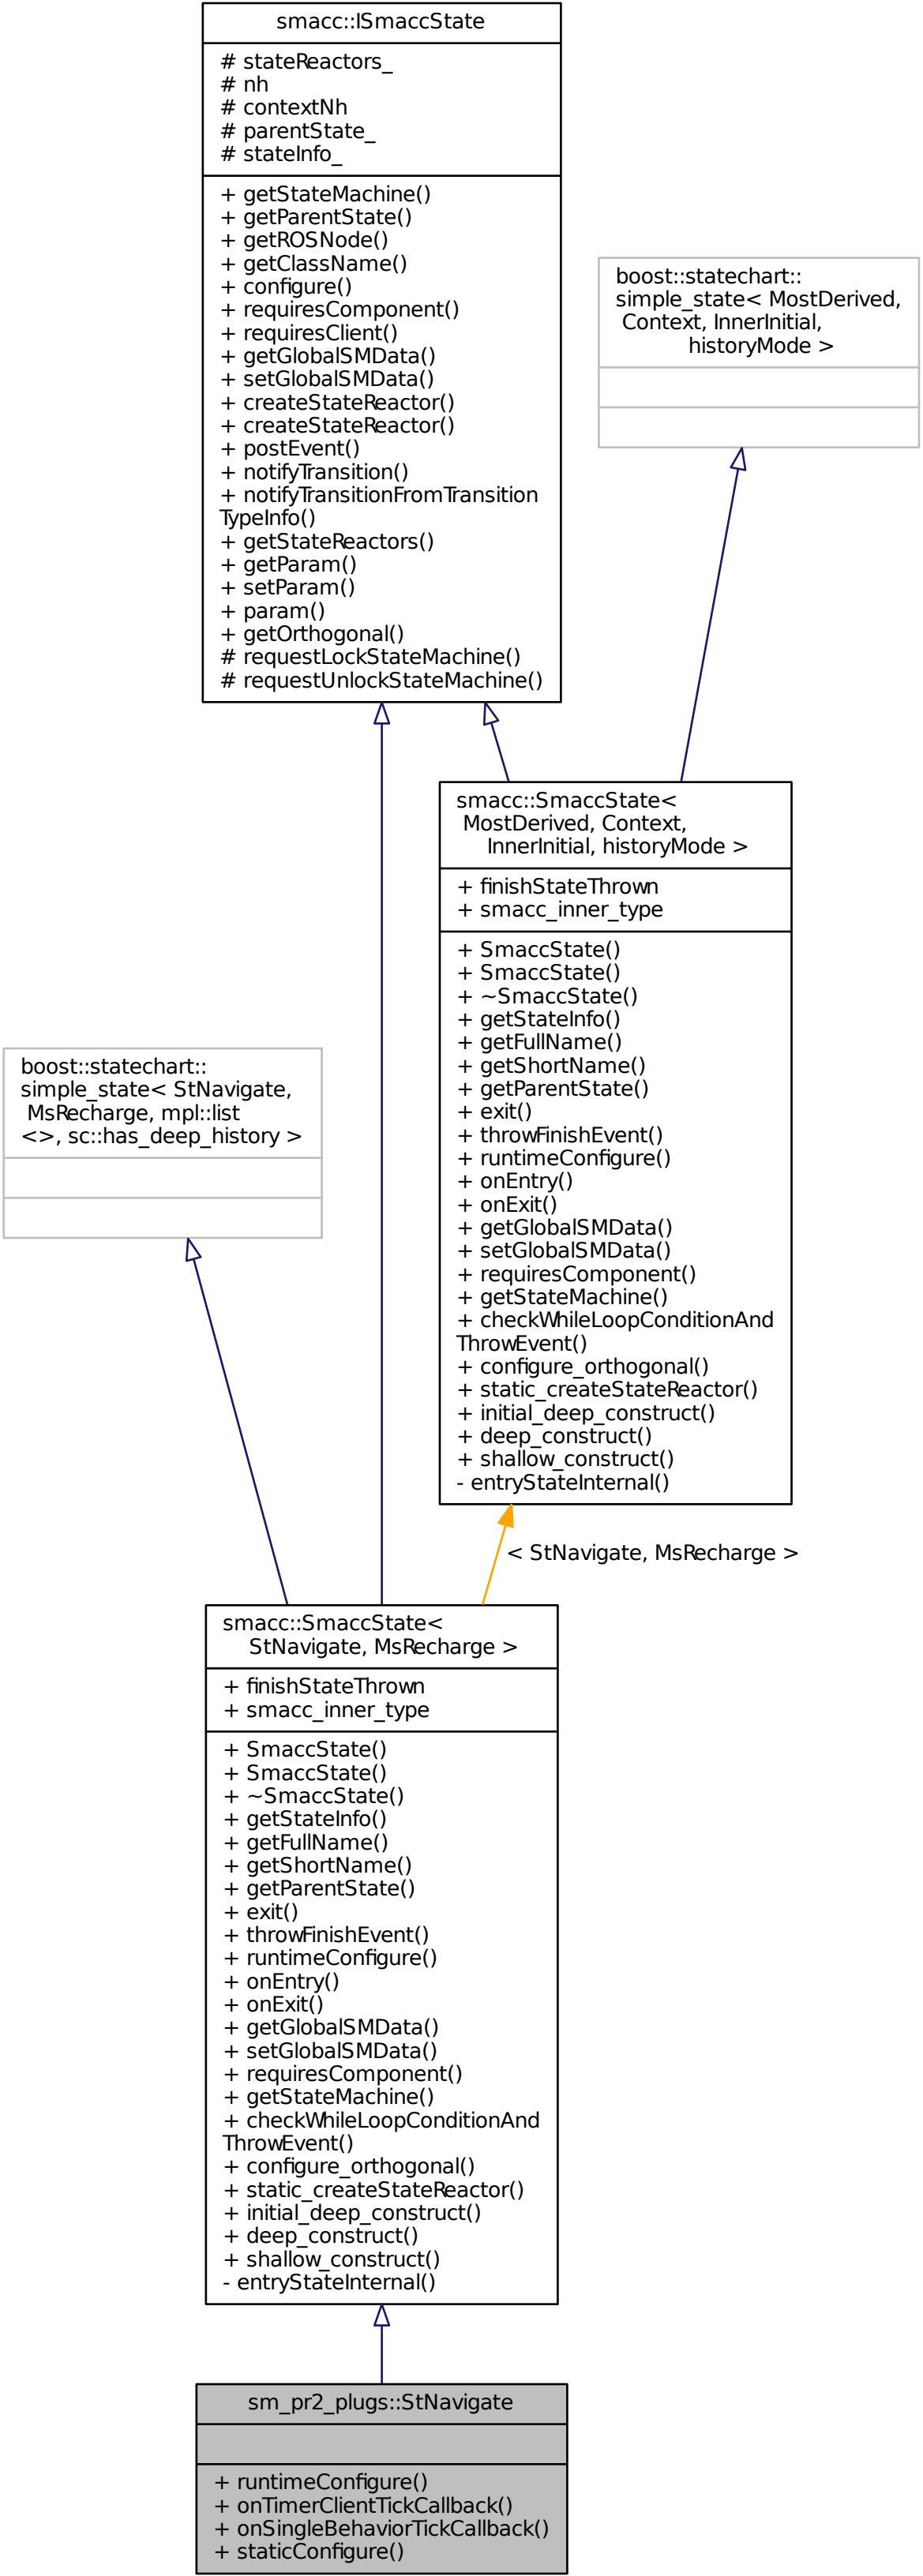 smacc::ISmaccState
# stateReactors_
# nh
# contextNh
# parentState_
# stateInfo_
+ getStateMachine()
+ getParentState()
+ getROSNode()
+ getClassName()
+ configure()
+ requiresComponent()
+ requiresClient()
+ getGlobalSMData()
+ setGlobalSMData()
+ createStateReactor()
+ createStateReactor()
+ postEvent()
+ notifyTransition()
+ notifyTransitionFromTransition
TypeInfo()
+ getStateReactors()
+ getParam()
+ setParam()
+ param()
+ getOrthogonal()
# requestLockStateMachine()
# requestUnlockStateMachine()
boost::statechart::
simple_state< MostDerived,
Context, InnerInitial,
historyMode >
smacc::SmaccState<
MostDerived, Context,
InnerInitial, historyMode >
+ finishStateThrown
+ smacc_inner_type
+ SmaccState()
+ SmaccState()
+ ~SmaccState()
+ getStateInfo()
+ getFullName()
+ getShortName()
+ getParentState()
+ exit()
+ throwFinishEvent()
+ runtimeConfigure()
+ onEntry()
+ onExit()
+ getGlobalSMData()
+ setGlobalSMData()
+ requiresComponent()
+ getStateMachine()
+ checkWhileLoopConditionAnd
ThrowEvent()
+ configure_orthogonal()
+ static_createStateReactor()
+ initial_deep_construct()
+ deep_construct()
+ shallow_construct()
- entryStateInternal()
boost::statechart::
simple_state< StNavigate,
MsRecharge, mpl::list
<>, sc::has_deep_history >
< StNavigate, MsRecharge >
smacc::SmaccState<
StNavigate, MsRecharge >
+ finishStateThrown
+ smacc_inner_type
+ SmaccState()
+ SmaccState()
+ ~SmaccState()
+ getStateInfo()
+ getFullName()
+ getShortName()
+ getParentState()
+ exit()
+ throwFinishEvent()
+ runtimeConfigure()
+ onEntry()
+ onExit()
+ getGlobalSMData()
+ setGlobalSMData()
+ requiresComponent()
+ getStateMachine()
+ checkWhileLoopConditionAnd
ThrowEvent()
+ configure_orthogonal()
+ static_createStateReactor()
+ initial_deep_construct()
+ deep_construct()
+ shallow_construct()
- entryStateInternal()
sm_pr2_plugs::StNavigate
+ runtimeConfigure()
+ onTimerClientTickCallback()
+ onSingleBehaviorTickCallback()
+ staticConfigure()